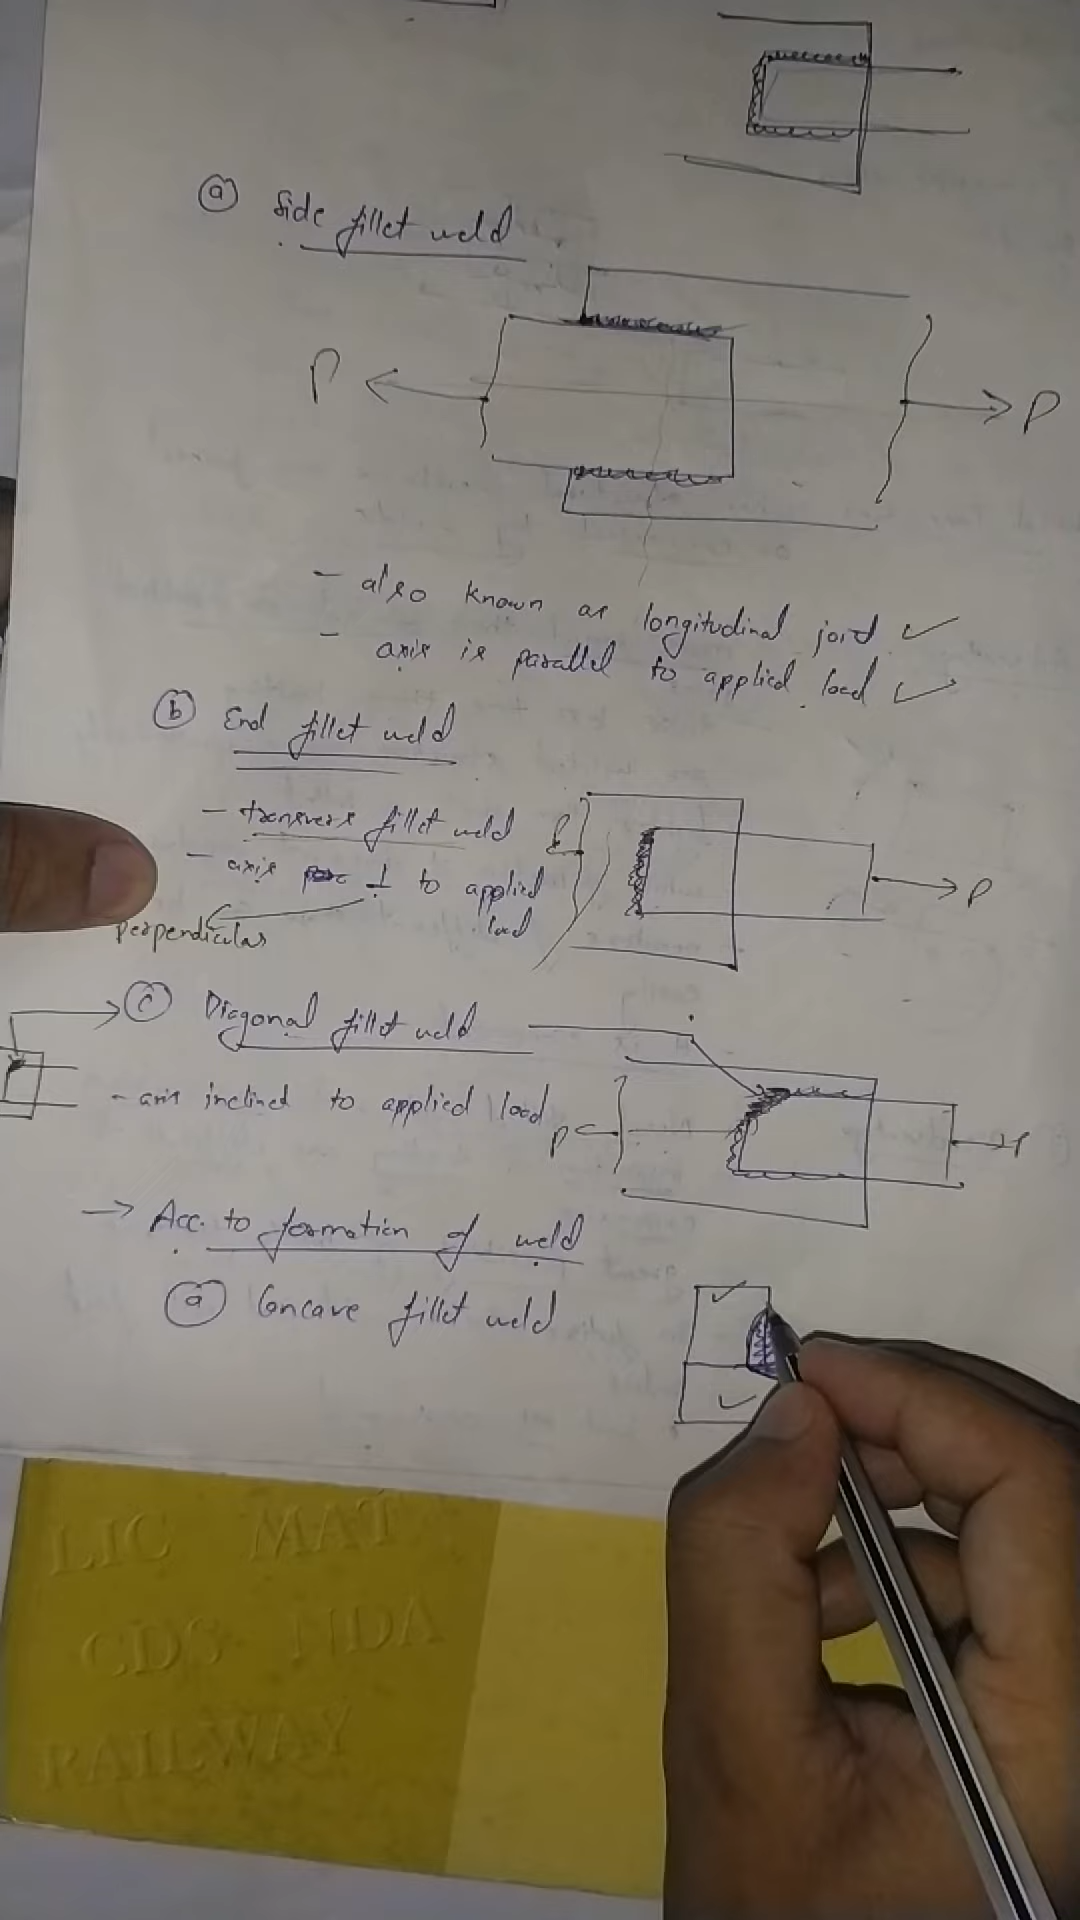 (a) Side fillet weld
P P
- also known as longitudinal joint
- axis is parallel to applied load
(b) End fillet weld
- transvers fillet weld
- axis ⊥ to applied load
perpendicular
P
(c) Diagonal fillet weld
- axis inclined to applied load
P P
→ Acc. to formation of weld
(a) Concave fillet weld
LIC MAT
CDS NDA
RAILWAY